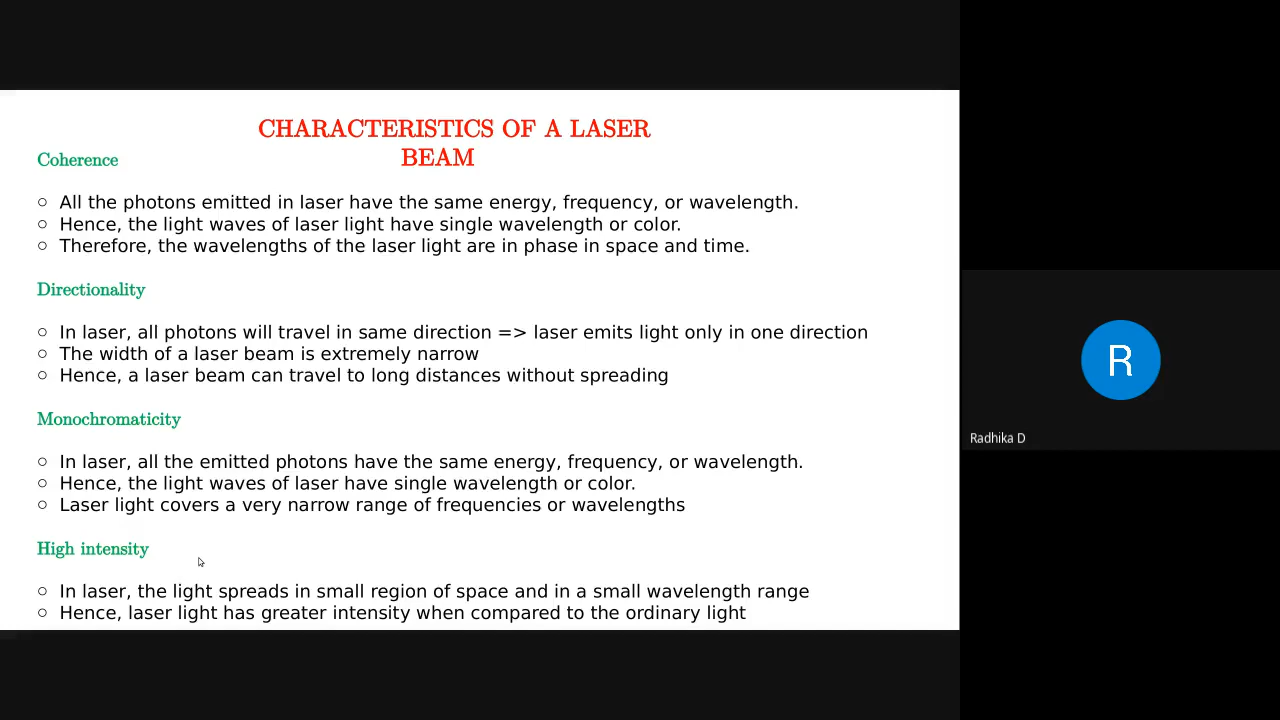 CHARACTERISTICS OF A LASER
BEAM
Coherence
○ All the photons emitted in laser have the same energy, frequency, or wavelength.
○ Hence, the light waves of laser light have single wavelength or color.
○ Therefore, the wavelengths of the laser light are in phase in space and time.
Directionality
○ In laser, all photons will travel in same direction => laser emits light only in one direction
○ The width of a laser beam is extremely narrow
○ Hence, a laser beam can travel to long distances without spreading
Monochromaticity
○ In laser, all the emitted photons have the same energy, frequency, or wavelength.
○ Hence, the light waves of laser have single wavelength or color.
○ Laser light covers a very narrow range of frequencies or wavelengths
High intensity
○ In laser, the light spreads in small region of space and in a small wavelength range
○ Hence, laser light has greater intensity when compared to the ordinary light
R
Radhika D